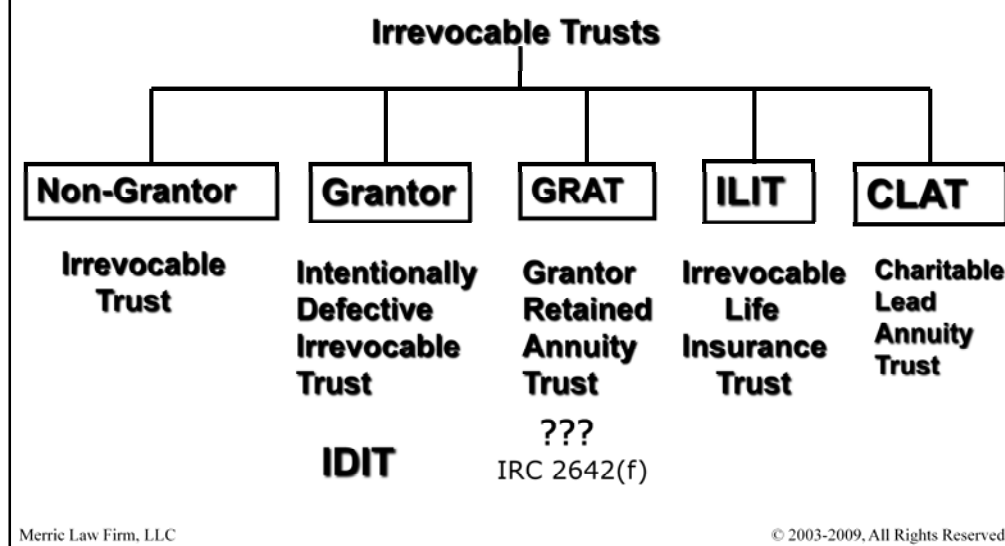 Irrevocable Trusts
Non-Grantor
Grantor
GRAT
ILIT
CLAT
Irrevocable
Trust
Intentionally
Defective
Irrevocable
Trust
IDIT
Grantor
Retained
Annuity
Trust
???
IRC 2642(f)
Irrevocable
Life
Insurance
Trust
Charitable
Lead
Annuity
Trust
Merric Law Firm, LLC
© 2003-2009, All Rights Reserved